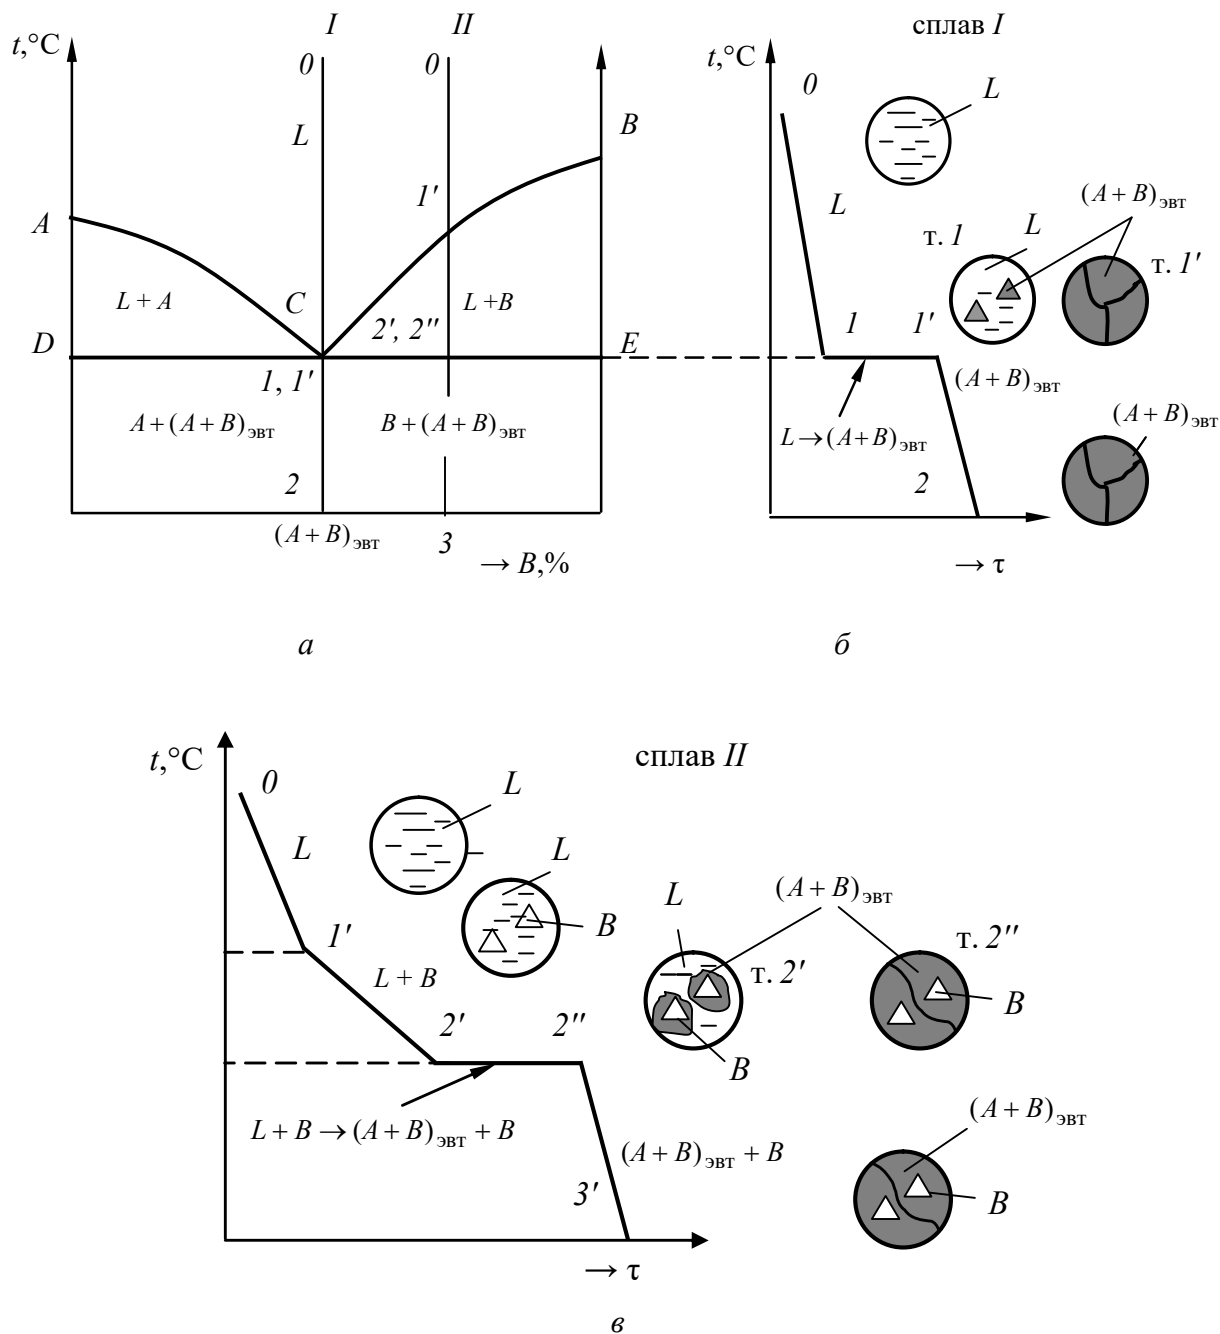 I II
t,°C
0 0
L
B
1′
A
L + A
C
L + B
2′, 2″
D
E
1, 1′
A + (A + B)эвт
B + (A + B)эвт
2
(A + B)эвт
3
→ B,%
а
сплав I
t,°C
0
L
L
(A + B)эвт
т. 1
L
т. 1′
1
1′
(A + B)эвт
(A + B)эвт
L → (A + B)эвт
2
→ τ
б
сплав II
t,°C
0
L
L
L
B
1′
L + B
(A + B)эвт
L
т. 2′
т. 2″
B
B
2′
2″
L + B → (A + B)эвт + B
(A + B)эвт + B
(A + B)эвт
B
3′
→ τ
в